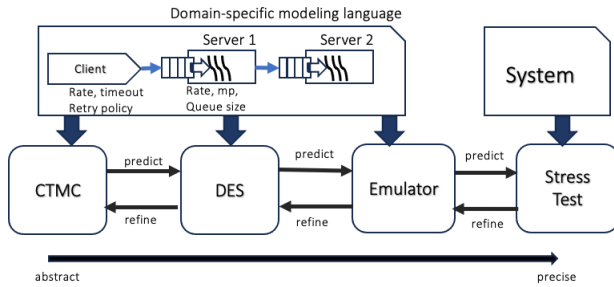 Domain-specific modeling language
Server 1
Server 2
Client
Rate, timeout
Retry policy
Rate, mp,
Queue size
System
CTMC
predict
refine
DES
predict
refine
Emulator
predict
refine
Stress
Test
abstract
precise